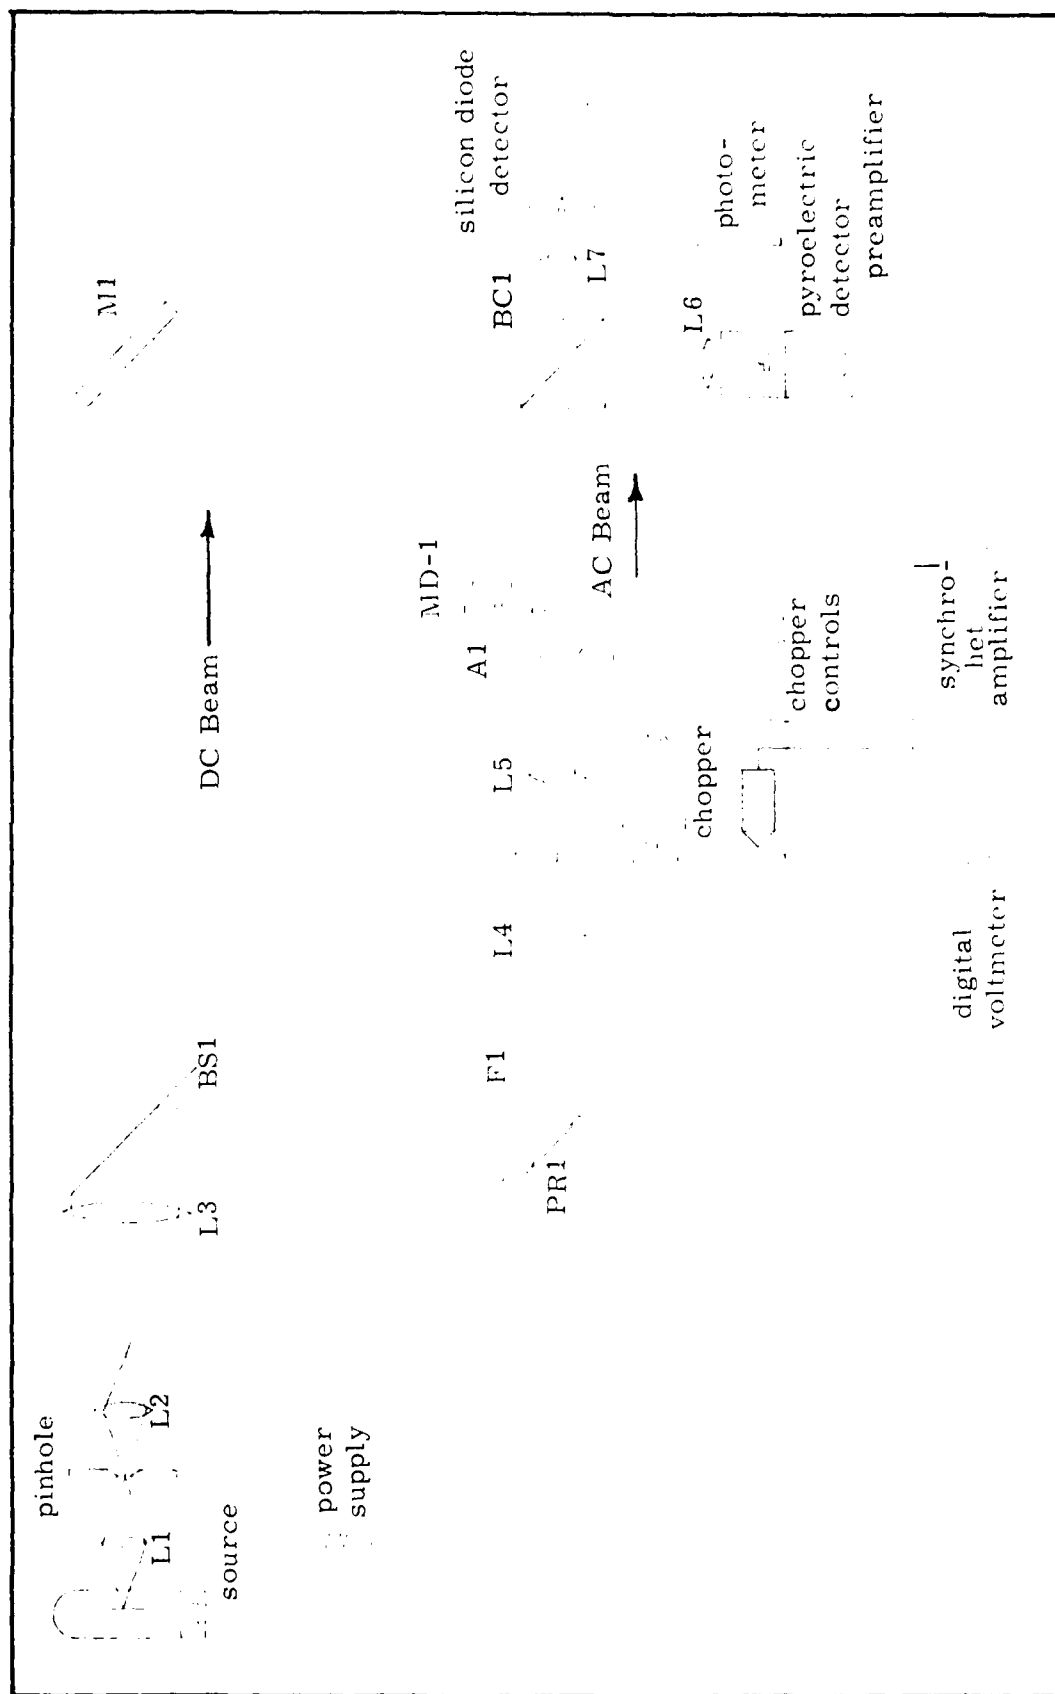 pinhole
L1
L2
source
power
supply
L3
BS1
DC Beam
M1
PR1
F1
L4
L5
A1
MD-1
AC Beam
BC1
silicon diode
detector
L7
L6
photo-
meter
pyroelectric
detector
preamplifier
chopper
chopper
controls
digital
voltmeter
synchro-
het
amplifier